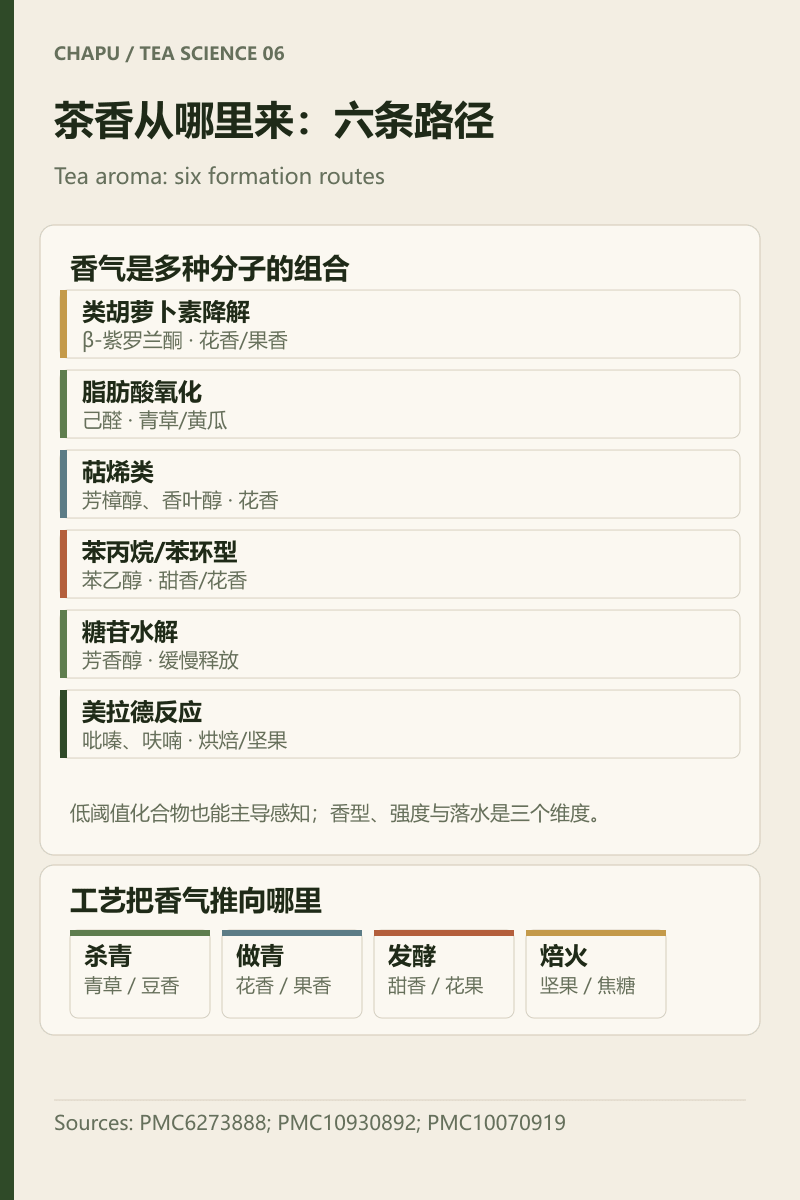 CHAPU / TEA SCIENCE 06
茶香从哪里来：六条路径
Tea aroma: six formation routes
香气是多种分子的组合
类胡萝卜素降解
β-紫罗兰酮 · 花香/果香
脂肪酸氧化
己醛 · 青草/黄瓜
萜烯类
芳樟醇、香叶醇 · 花香
苯丙烷/苯环型
苯乙醇 · 甜香/花香
糖苷水解
芳香醇 · 缓慢释放
美拉德反应
吡嗪、呋喃 · 烘焙/坚果
低阈值化合物也能主导感知；香型、强度与落水是三个维度。
工艺把香气推向哪里
杀青
青草 / 豆香
做青
花香 / 果香
发酵
甜香 / 花果
焙火
坚果 / 焦糖
Sources: PMC6273888; PMC10930892; PMC10070919